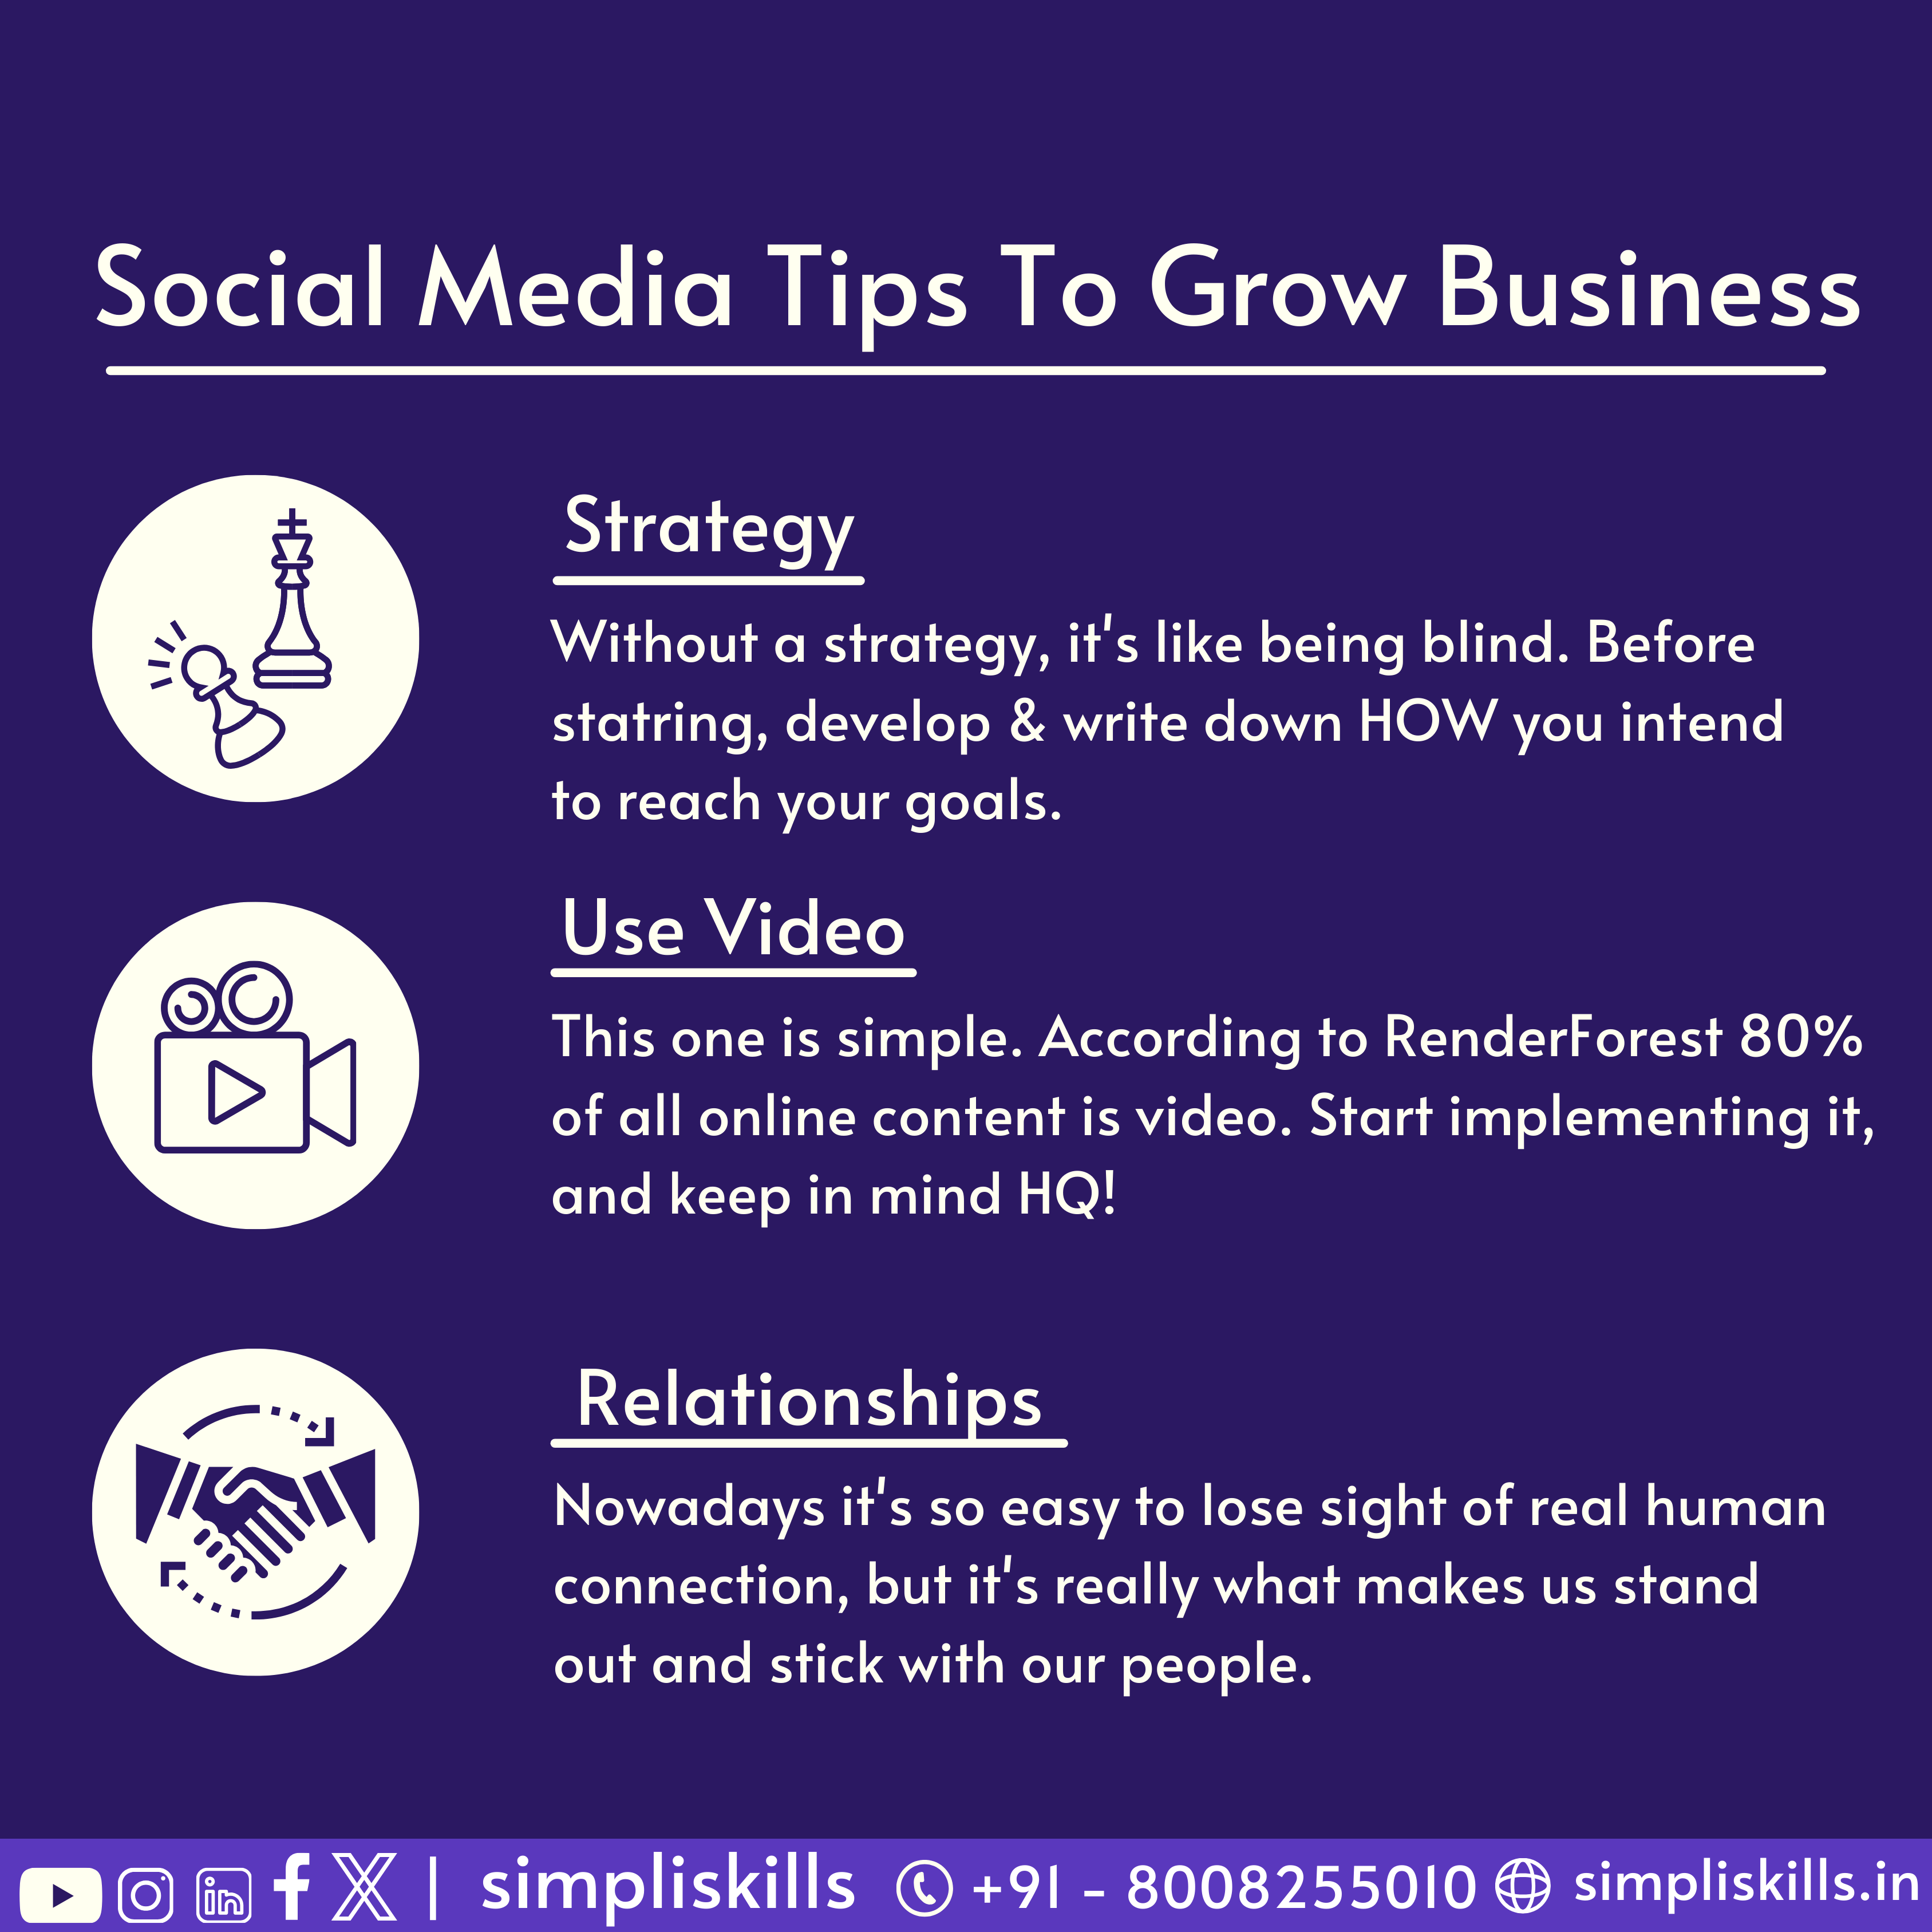 Social Media Tips To Grow Business
Strategy
Without a strategy, it's like being blind. Before
statring, develop & write down HOW you intend
to reach your goals.
Use Video
This one is simple. According to RenderForest 80%
of all online content is video. Start implementing it,
and keep in mind HQ!
Relationships
Nowadays it's so easy to lose sight of real human
connection, but it's really what makes us stand
out and stick with our people.
| simpliskills +91 - 8008255010 simpliskills.in